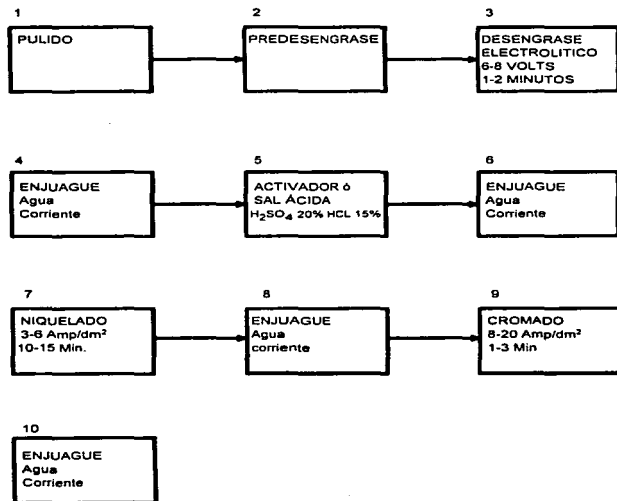 1
PULIDO
2
PREDESENGRASE
3
DESENGRASE
ELECTROLITICO
6-8 VOLTS
1-2 MINUTOS
4
ENJUAGUE
Agua
Corriente
5
ACTIVADOR ó
SAL ÁCIDA
H₂SO₄ 20% HCL 15%
6
ENJUAGUE
Agua
Corriente
7
NIQUELADO
3-6 Amp/dm²
10-15 Min.
8
ENJUAGUE
Agua
corriente
9
CROMADO
8-20 Amp/dm²
1-3 Min
10
ENJUAGUE
Agua
Corriente